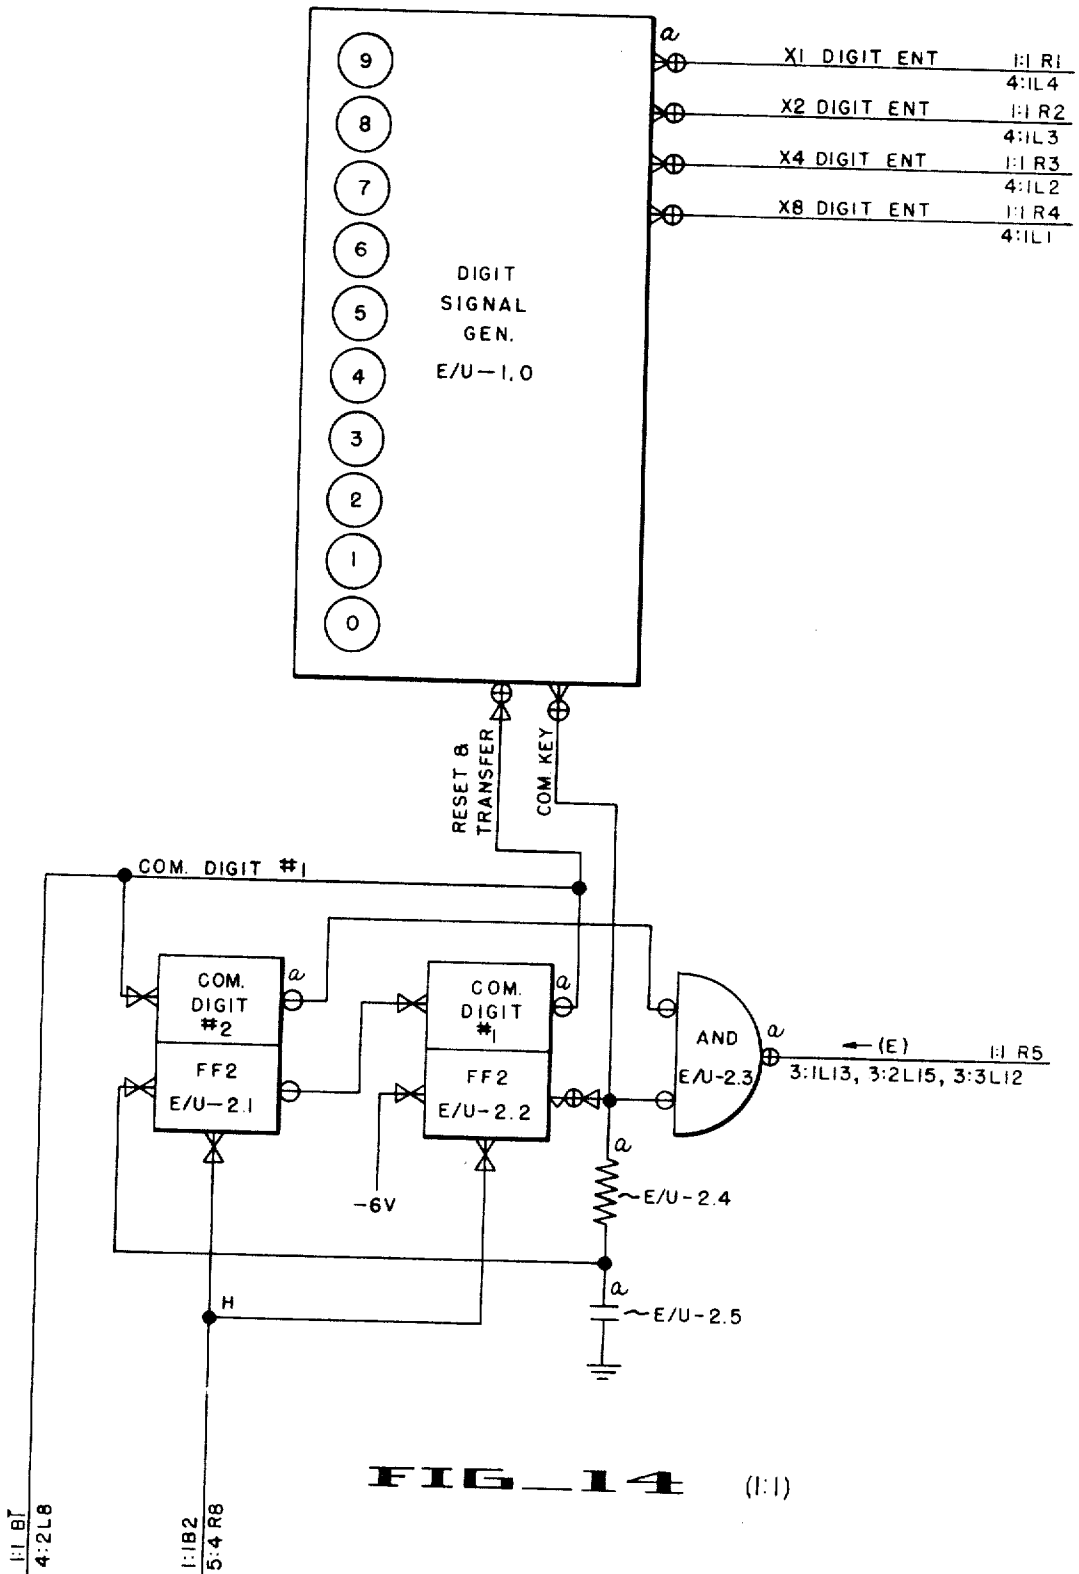 a
9
8
7
6
5
4
3
2
1
0
DIGIT
SIGNAL
GEN.
E/U-1.0
X1 DIGIT ENT 1:1 R1
4:1L4
X2 DIGIT ENT 1:1 R2
4:1L3
X4 DIGIT ENT 1:1 R3
4:1L2
X8 DIGIT ENT 1:1 R4
4:1L1
RESET &
TRANSFER
COM KEY
COM. DIGIT #1
COM.
DIGIT
#2
a
FF2
E/U-2.1
COM.
DIGIT
#1
a
FF2
E/U-2.2
AND
E/U-2.3
a
(E) 1:1 R5
3:1L13, 3:2L15, 3:3L12
-6V
a
E/U-2.4
H
a
E/U-2.5
1:1 B1
4:2L8
1:1B2
5:4 R8
FIG_14 (1:1)